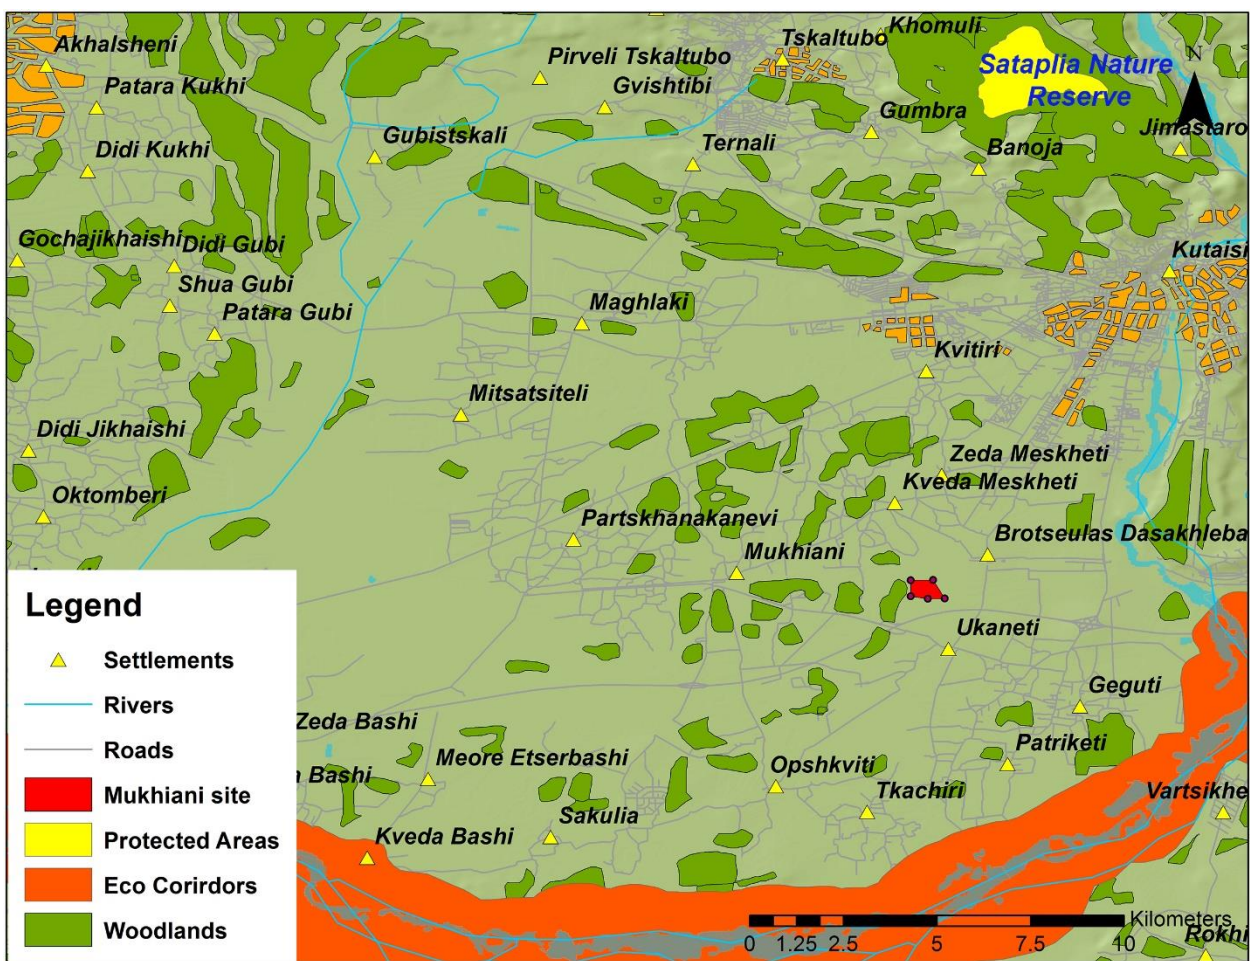 Khomuli
Akhalsheni
Tskaltubo
Pirveli Tskaltubo
Sataplia Nature
Reserve
N
Patara Kukhi
Gvishtibi
Gumbra
Jimastaro
Gubistskali
Ternali
Banoja
Didi Kukhi
Gochajikhaishi
Didi Gubi
Kutaisi
Shua Gubi
Patara Gubi
Maghlaki
Kvitiri
Mitsatsiteli
Didi Jikhaishi
Zeda Meskheti
Kveda Meskheti
Oktomberi
Partskhanakanevi
Brotseulas Dasakhleba
Mukhiani
Ukaneti
Geguti
Zeda Bashi
Patriketi
Meore Etserbashi
Opshkviti
a Bashi
Tkachiri
Vartsikhe
Sakulia
Kveda Bashi
Rokhi
Legend
Settlements
Rivers
Roads
Mukhiani site
Protected Areas
Eco Corirdors
Woodlands
Kilometers
0 1.25 2.5 5 7.5 10